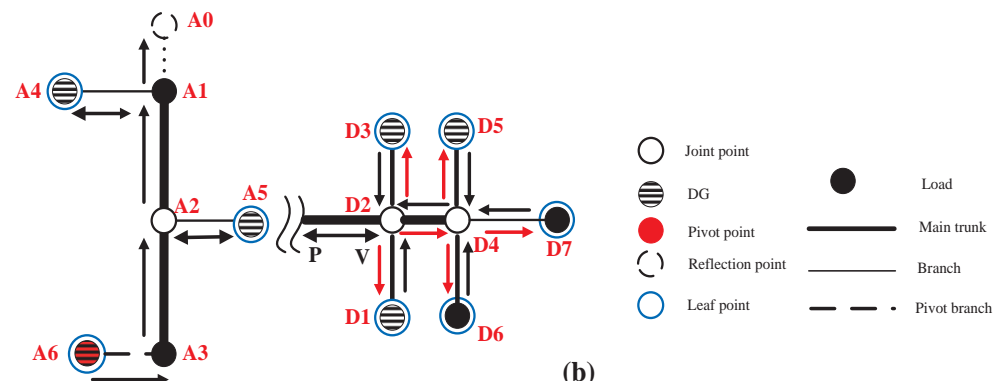 A0
A4
A1
D3
D5
Joint point
DG
Load
A5
A2
D2
Pivot point
Main trunk
D4
P
V
D7
Reflection point
Branch
D1
D6
Leaf point
Pivot branch
A6
A3
(b)